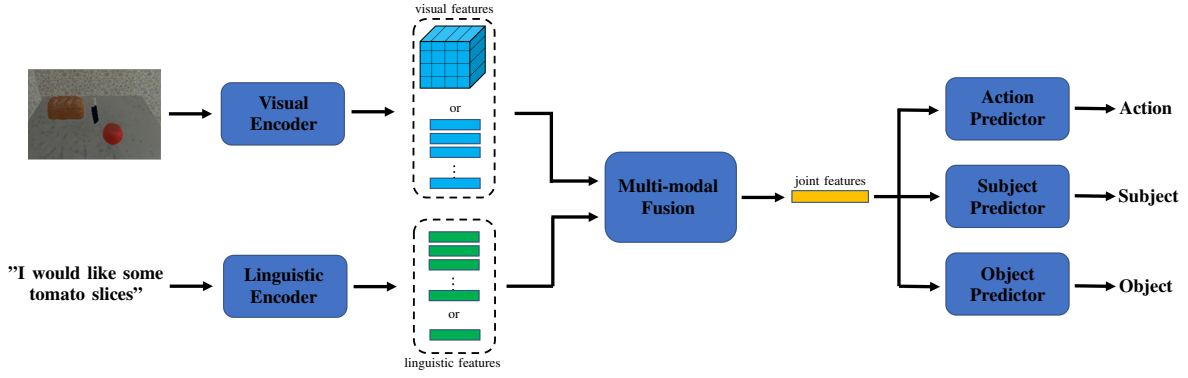 visual features
Visual
Encoder
or
⋮
Multi-modal
Fusion
joint features
Action
Predictor
Action
Subject
Predictor
Subject
Object
Predictor
Object
”I would like some
tomato slices”
Linguistic
Encoder
⋮
or
linguistic features